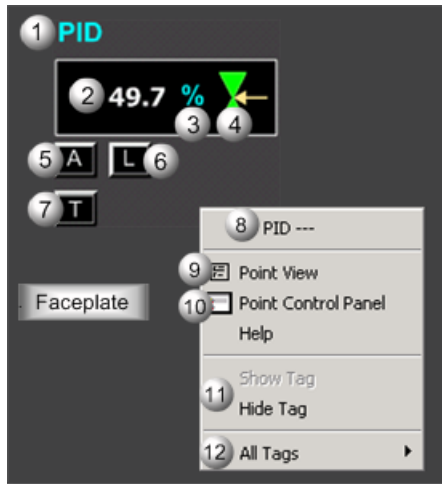 1 PID
2 49.7 %
3 4
5 A L 6
7 T
8 PID ---
9 Point View
Faceplate
10 Point Control Panel
Help
Show Tag
11
Hide Tag
12 All Tags